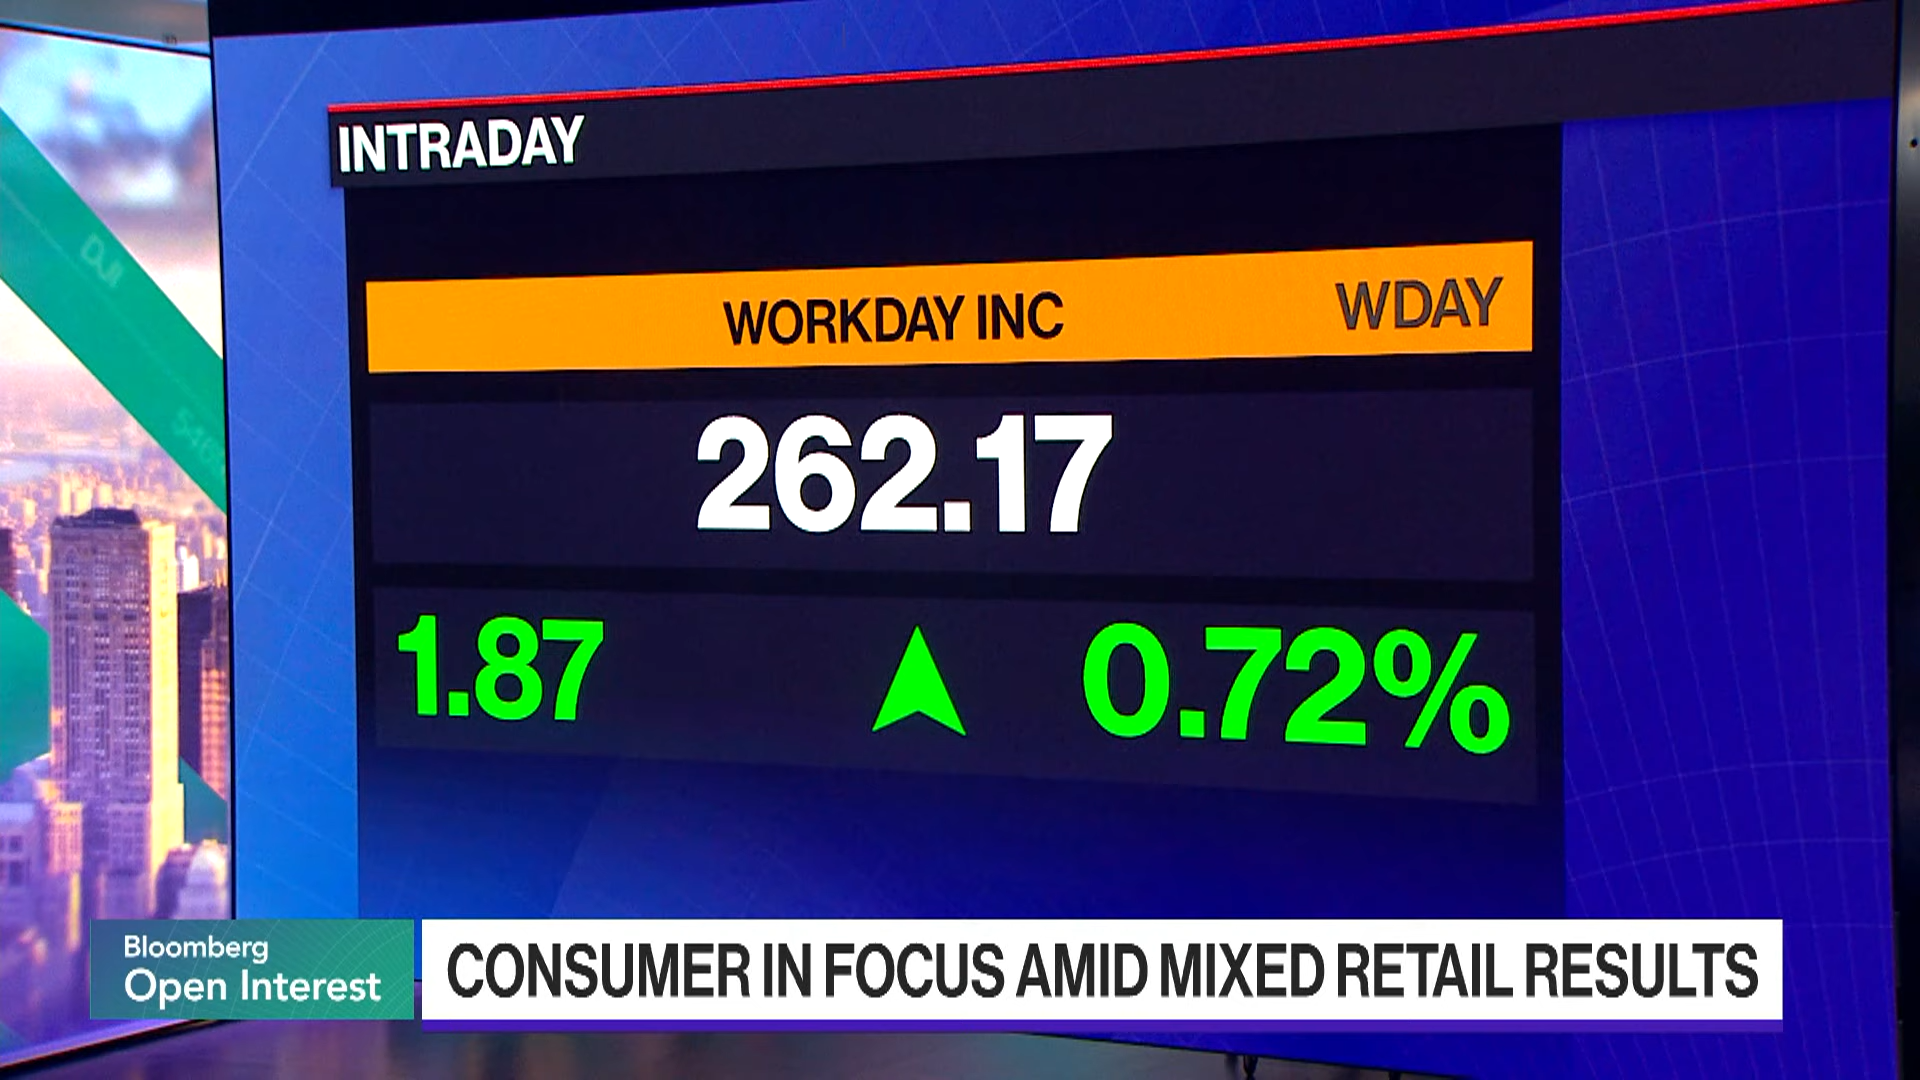 INTRADAY
WORKDAY INC WDAY
262.17
1.87 ▲ 0.72%
DJI
Bloomberg
Open Interest
CONSUMER IN FOCUS AMID MIXED RETAIL RESULTS